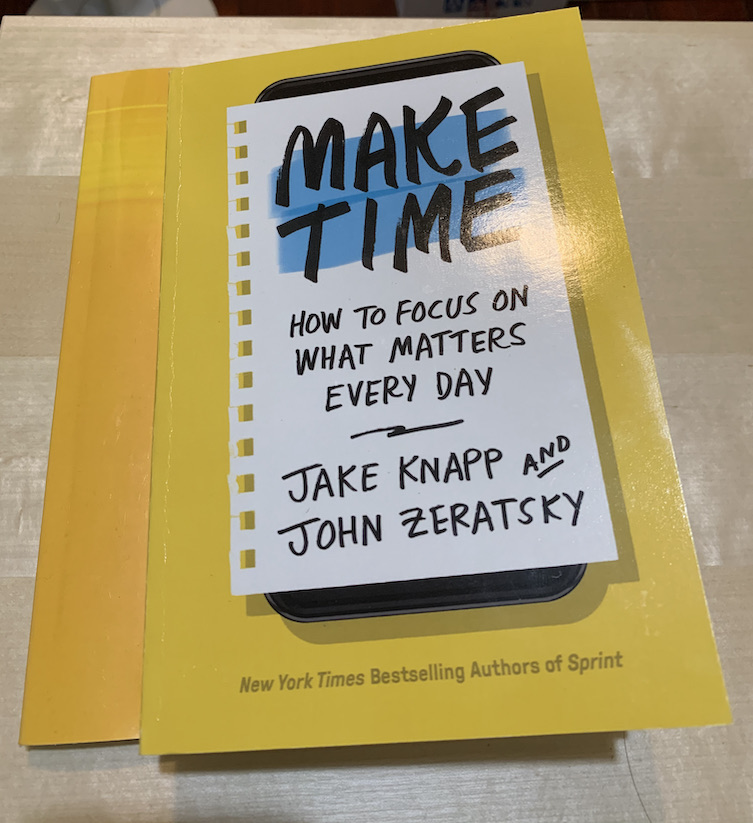 MAKE
TIME
HOW TO FOCUS ON
WHAT MATTERS
EVERY DAY
JAKE KNAPP AND
JOHN ZERATSKY
New York Times Bestselling Authors of Sprint